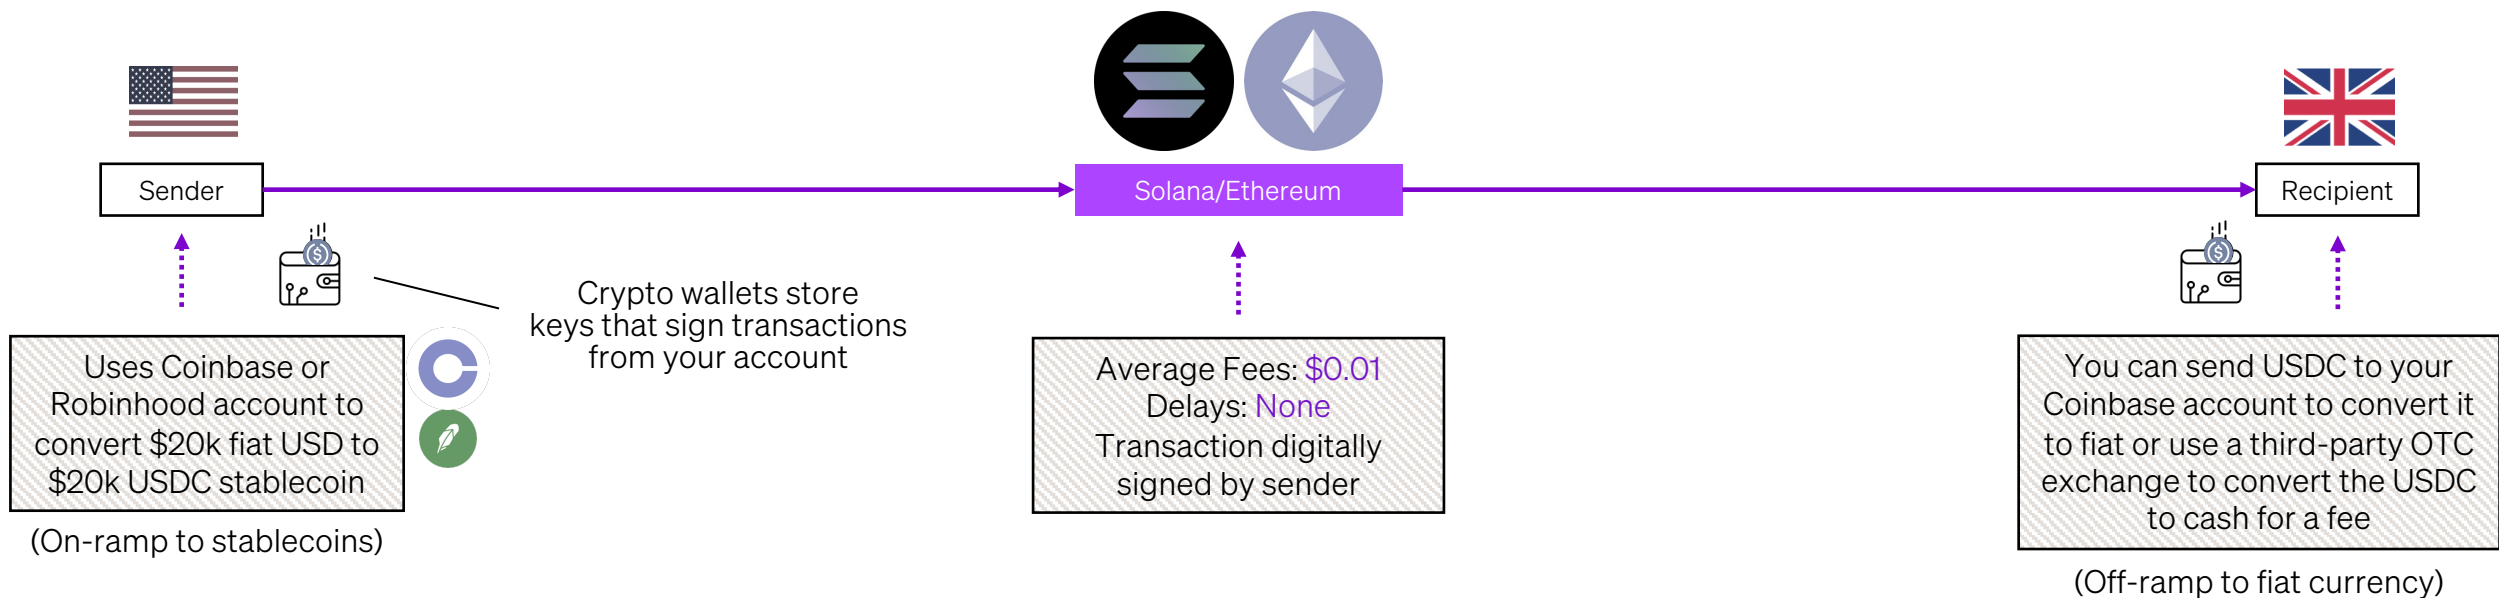 Sender
Solana/Ethereum
Recipient
Crypto wallets store
keys that sign transactions
from your account
Uses Coinbase or
Robinhood account to
convert $20k fiat USD to
$20k USDC stablecoin
(On-ramp to stablecoins)
Average Fees: $0.01
Delays: None
Transaction digitally
signed by sender
You can send USDC to your
Coinbase account to convert it
to fiat or use a third-party OTC
exchange to convert the USDC
to cash for a fee
(Off-ramp to fiat currency)